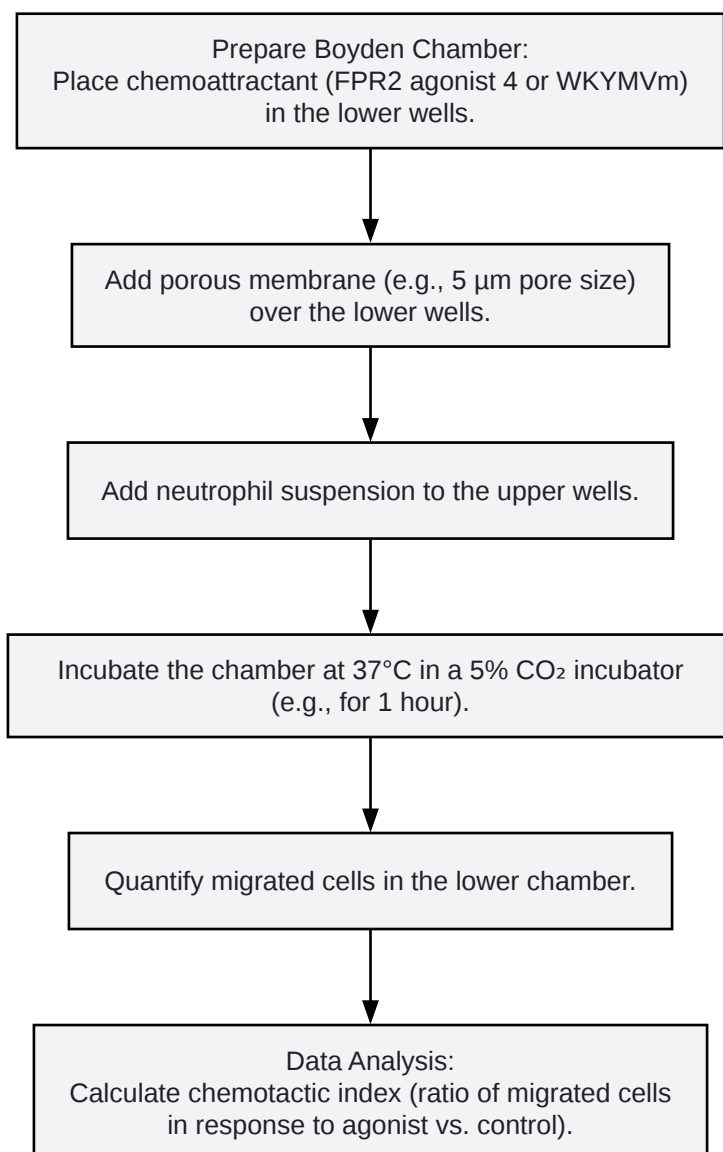 Prepare Boyden Chamber:
Place chemoattractant (FPR2 agonist 4 or WKYMVm)
in the lower wells.
Add porous membrane (e.g., 5 µm pore size)
over the lower wells.
Add neutrophil suspension to the upper wells.
Incubate the chamber at 37°C in a 5% CO₂ incubator
(e.g., for 1 hour).
Quantify migrated cells in the lower chamber.
Data Analysis:
Calculate chemotactic index (ratio of migrated cells
in response to agonist vs. control).